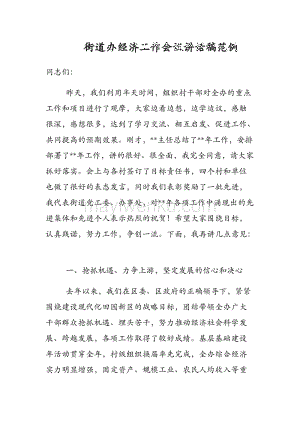 街道办经济工作会议讲话稿范例
同志们：
昨天，我们利用半天时间，组织村干部对全办的重点
工作和项目进行了观摩，大家边看边想，边学边议，感触
很深，感想很多，达到了学习交流、相互启发、促进工作、
共同提高的预期效果。刚才，**主任总结了**年工作，安排
部署了**年工作，讲的很好、很全面，我完全同意，请大家
抓好落实。会上与各村签订了目标责任书，四个村和单位
也做了很好的表态发言，同时我们表彰奖励了一批先进，
我代表街道党工委、办事处，对**年各项工作中涌现出的先
进集体和先进个人表示热烈的祝贺！希望大家围绕目标，
认真践诺，努力工作，争创一流。下面，我再讲几点意见：
一、抢抓机遇、力争上游，坚定发展的信心和决心
去年以来，我们在区委、区政府的正确领导下，紧紧
围绕建设现代化田园新区的战略目标，团结带领全办广大
干部群众抢抓机遇、埋头苦干，努力推动经济社会科学发
展、跨越发展，各项工作取得了较好成绩。基层基础建设
年活动贯穿全年，村级组织换届率先完成，全办综合经济
实力明显增强，固定资产、规模工业、农民人均收入等重